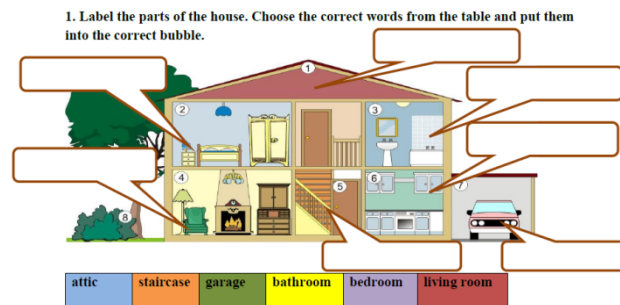 1. Label the parts of the house. Choose the correct words from the table and put them
into the correct bubble.
1
2
3
4
5
6
7
8
attic staircase garage bathroom bedroom living room